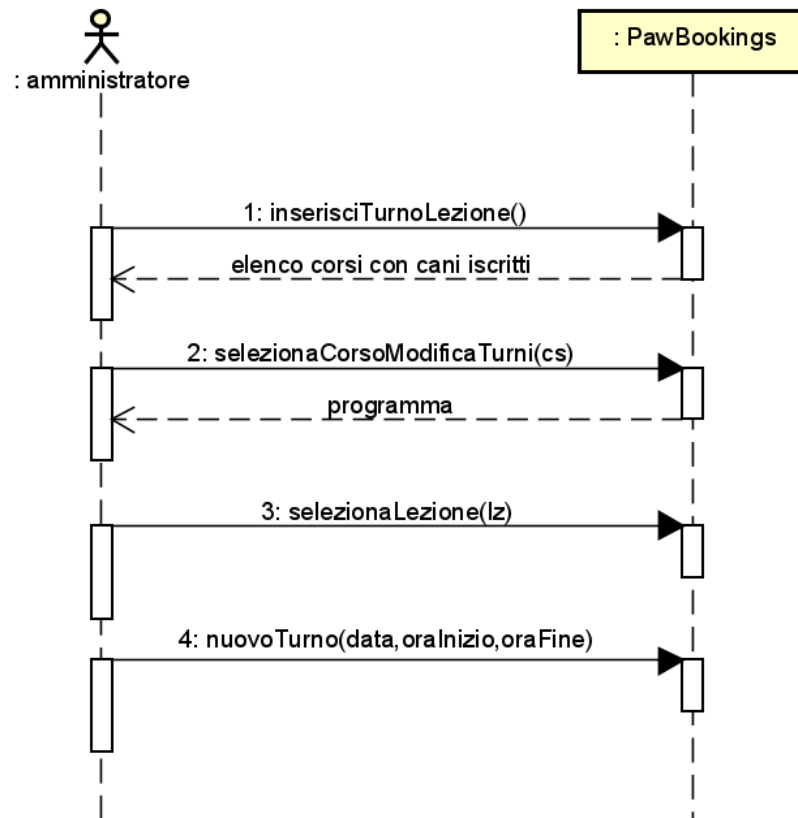 : amministratore
: PawBookings
1: inserisciTurnoLezione()
elenco corsi con cani iscritti
2: selezionaCorsoModificaTurni(cs)
programma
3: selezionaLezione(lz)
4: nuovoTurno(data,oraInizio,oraFine)